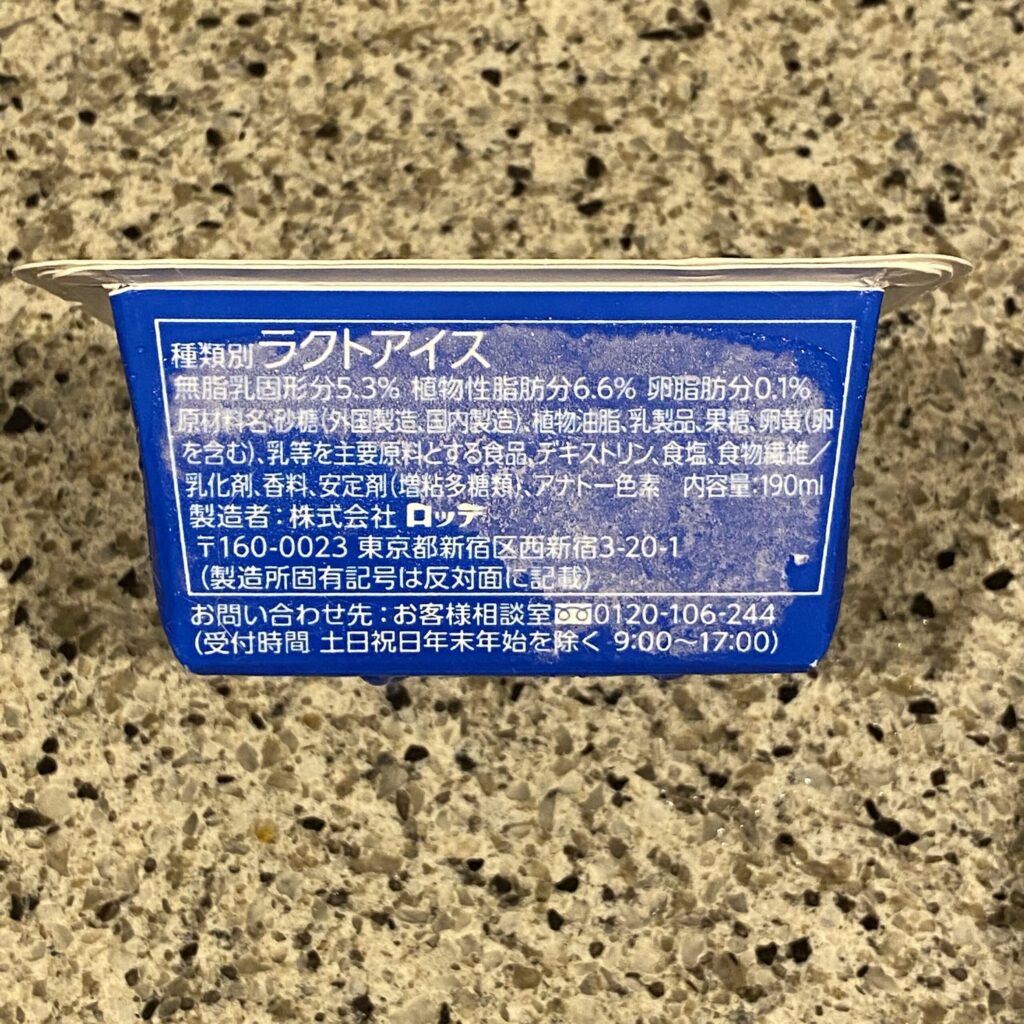 種類別ラクトアイス
無脂乳固形分5.3% 植物性脂肪分6.6% 卵脂肪分0.1%
原材料名:砂糖(外国製造、国内製造)、植物油脂、乳製品、果糖、卵黄(卵
を含む)、乳等を主要原料とする食品、デキストリン、食塩、食物繊維/
乳化剤、香料、安定剤(増粘多糖類)、アナトー色素 内容量:190ml
製造者:株式会社 ロッテ
〒160-0023 東京都新宿区西新宿3-20-1
(製造所固有記号は反対面に記載)
お問い合わせ先:お客様相談室 0120-106-244
(受付時間 土日祝日年末年始を除く 9:00〜17:00)